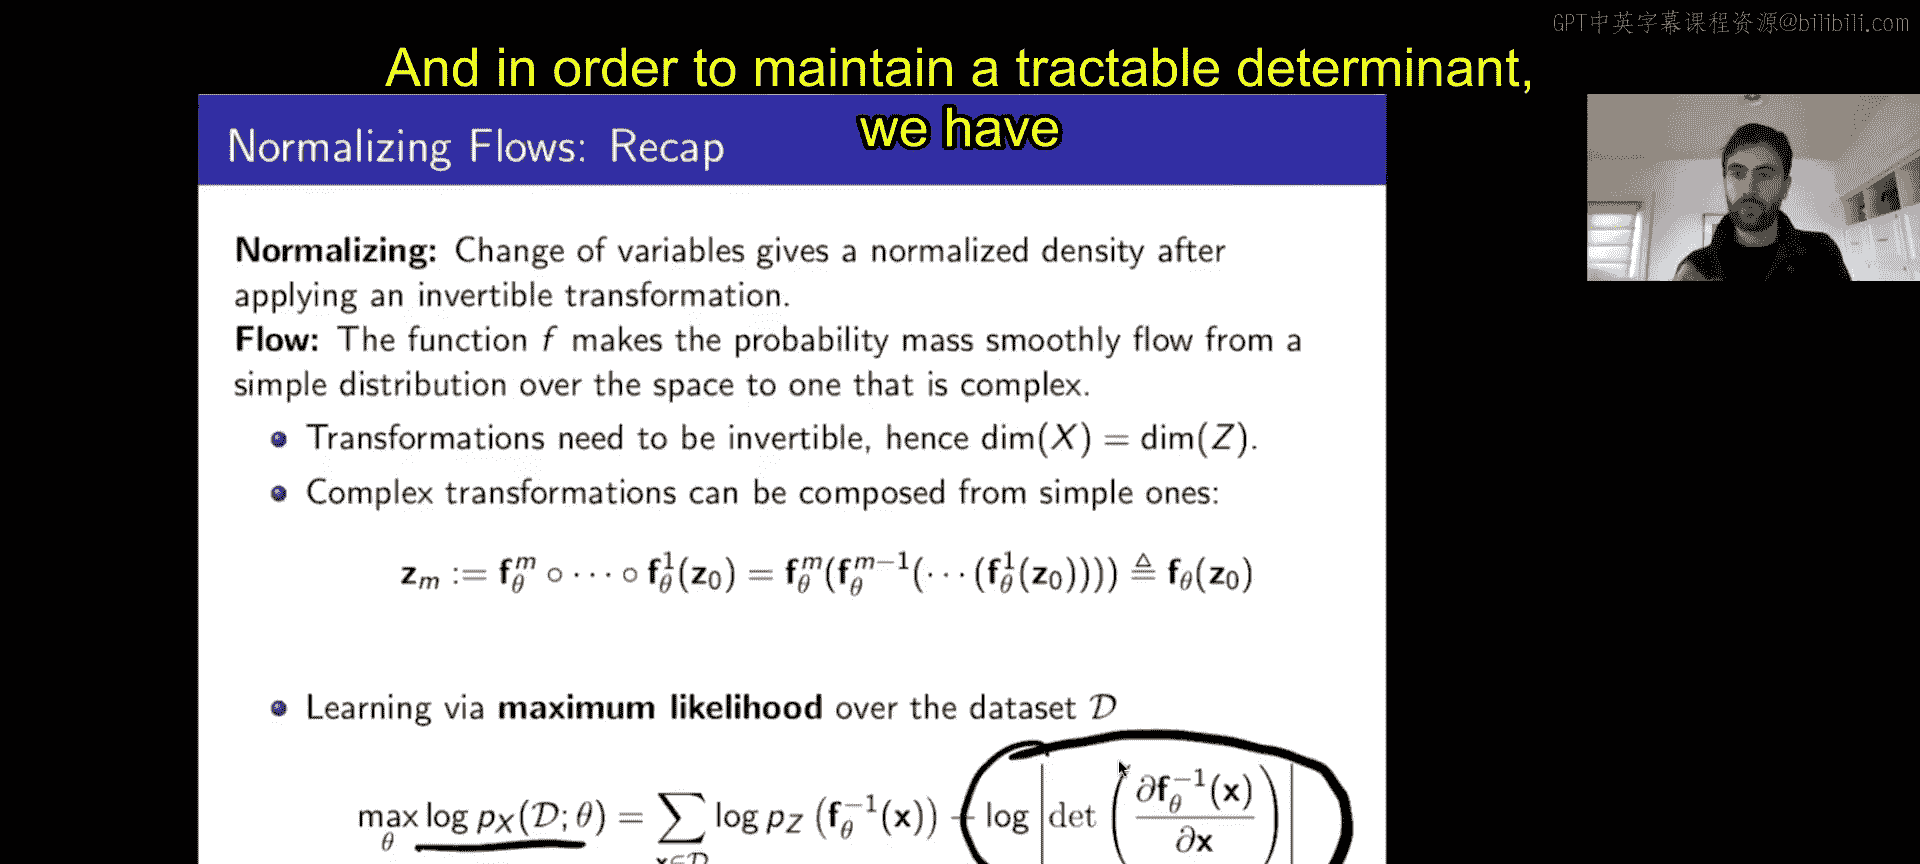 GPT中英字幕课程资源@bilibili.com
And in order to maintain a tractable determinant,
we have
Normalizing Flows: Recap
Normalizing: Change of variables gives a normalized density after
applying an invertible transformation.
Flow: The function f makes the probability mass smoothly flow from a
simple distribution over the space to one that is complex.
Transformations need to be invertible, hence dim(X) = dim(Z).
Complex transformations can be composed from simple ones:
z_m := f_θ^m ∘ ⋯ ∘ f_θ^1(z_0) = f_θ^m(f_θ^{m−1}(⋯(f_θ^1(z_0)))) ≜ f_θ(z_0)
Learning via maximum likelihood over the dataset 𝒟
max_θ log p_X(𝒟; θ) = ∑_{x∈𝒟} log p_Z (f_θ^{−1}(x)) + log |det (∂f_θ^{−1}(x) / ∂x)|